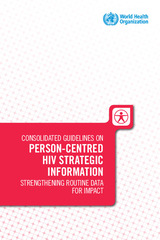 World Health
Organization
CONSOLIDATED GUIDELINES ON
PERSON-CENTRED
HIV STRATEGIC
INFORMATION
STRENGTHENING ROUTINE DATA
FOR IMPACT